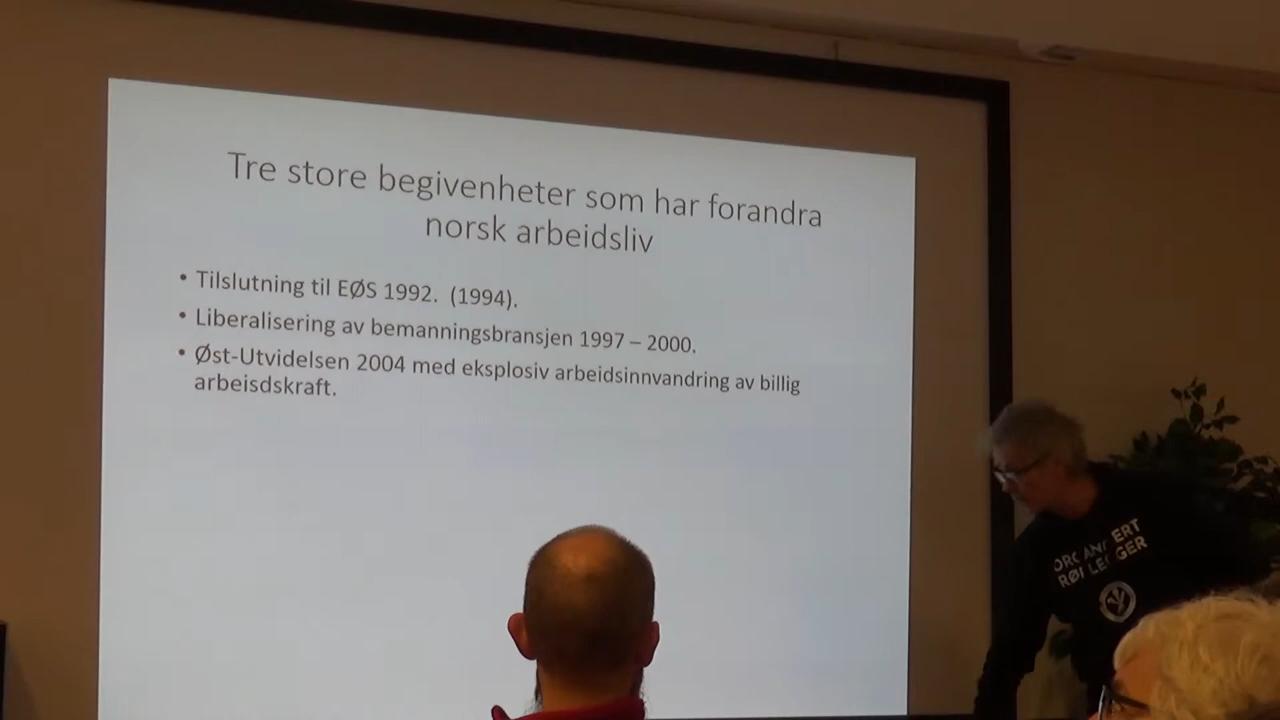 Tre store begivenheter som har forandra
norsk arbeidsliv
• Tilslutning til EØS 1992. (1994).
• Liberalisering av bemanningsbransjen 1997 – 2000.
• Øst-Utvidelsen 2004 med eksplosiv arbeidsinnvandring av billig
arbeisdskraft.